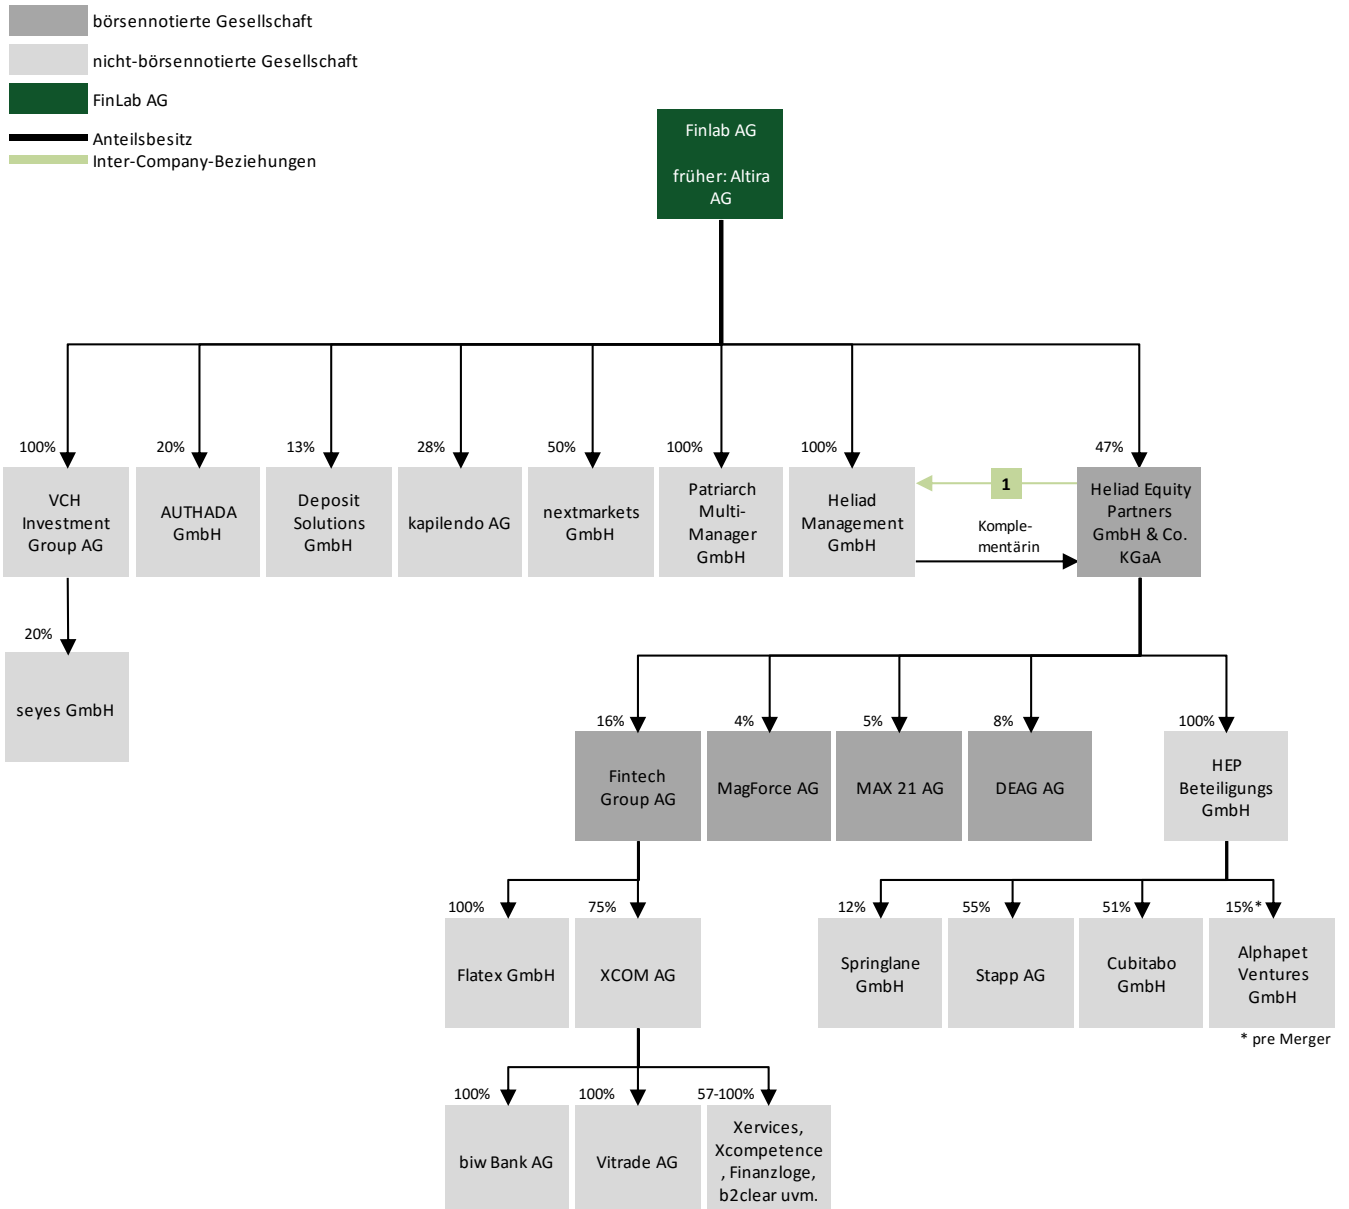 börsennotierte Gesellschaft
nicht-börsennotierte Gesellschaft
FinLab AG
Anteilsbesitz
Inter-Company-Beziehungen
Finlab AG
früher: Altira
AG
100%
20%
13%
28%
50%
100%
100%
47%
VCH
Investment
Group AG
AUTHADA
GmbH
Deposit
Solutions
GmbH
kapilendo AG
nextmarkets
GmbH
Patriarch
Multi-
Manager
GmbH
Heliad
Management
GmbH
1
Komple-
mentärin
Heliad Equity
Partners
GmbH & Co.
KGaA
20%
seyes GmbH
16%
4%
5%
8%
100%
Fintech
Group AG
MagForce AG
MAX 21 AG
DEAG AG
HEP
Beteiligungs
GmbH
100%
75%
12%
55%
51%
15%*
Flatex GmbH
XCOM AG
Springlane
GmbH
Stapp AG
Cubitabo
GmbH
Alphapet
Ventures
GmbH
* pre Merger
100%
100%
57-100%
biw Bank AG
Vitrade AG
Xervices,
Xcompetence
, Finanzloge,
b2clear uvm.